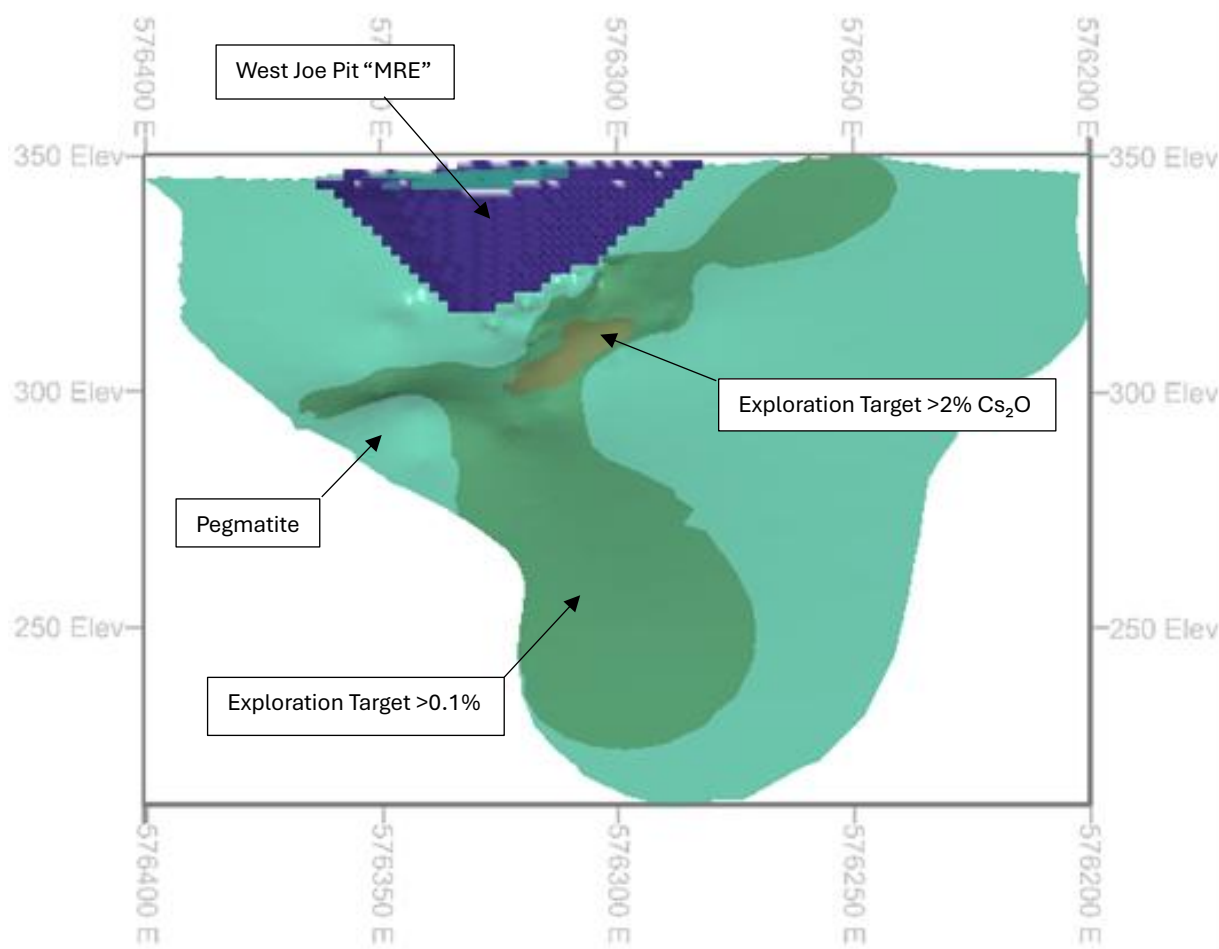 576400 E
57
E
576300 E
576250 E
576200 E
West Joe Pit “MRE”
350 Elev
350 Elev
300 Elev
300 Elev
Exploration Target >2% Cs₂O
Pegmatite
250 Elev
250 Elev
Exploration Target >0.1%
576400 E
576350 E
576300 E
576250 E
576200 E